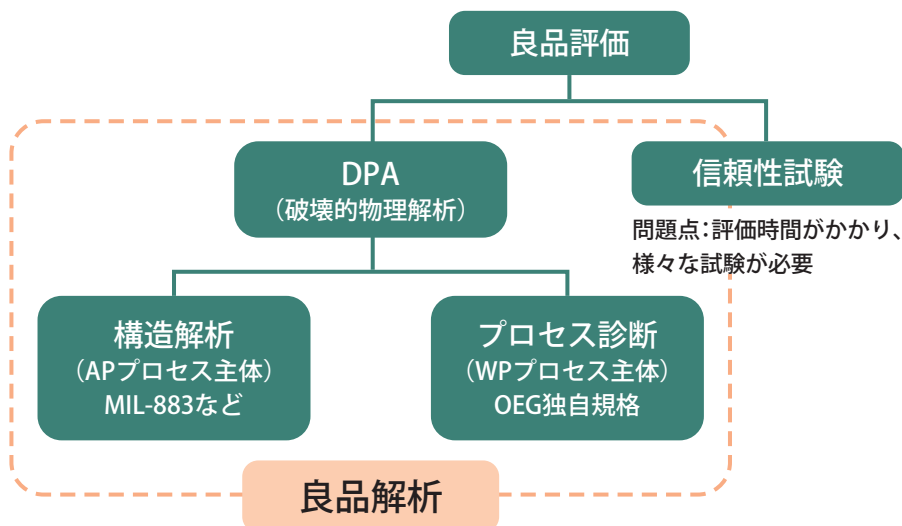 良品評価
DPA
（破壊的物理解析）
信頼性試験
問題点：評価時間がかかり、
様々な試験が必要
構造解析
（APプロセス主体）
MIL-883など
プロセス診断
（WPプロセス主体）
OEG独自規格
良品解析